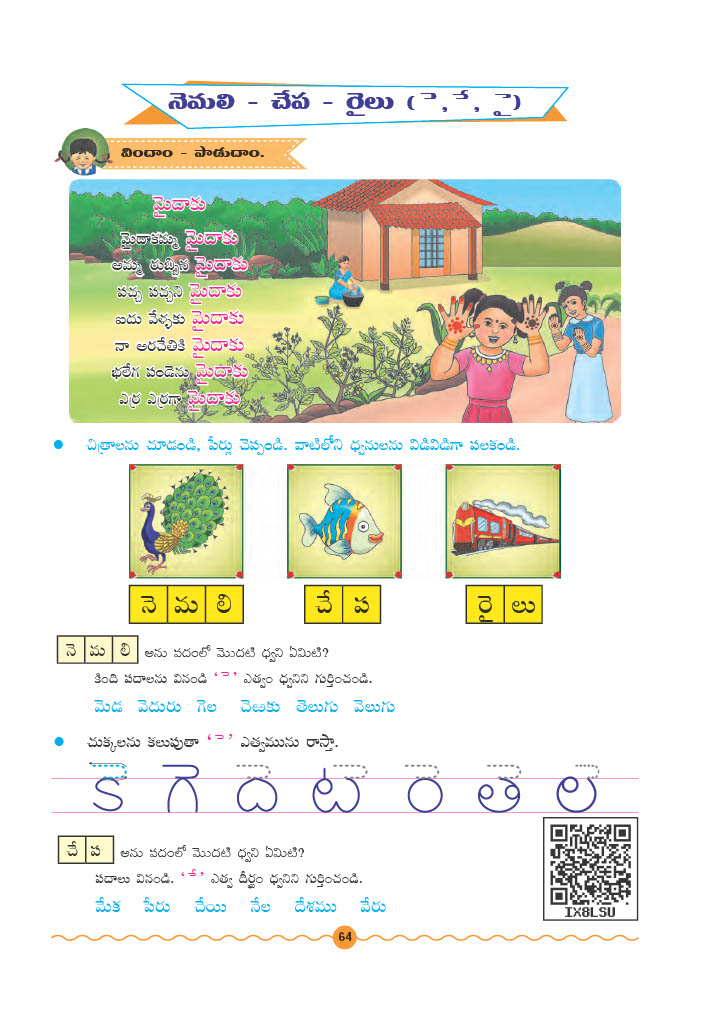 నెమలి - చేప - రైలు ( ె, ే, ై)
విందాం - పాడుదాం.
మైదాకు
మైదాకమ్మ మైదాకు
అమ్మ రుబ్బిన మైదాకు
పచ్చ పచ్చని మైదాకు
ఐదు వేళ్ళకు మైదాకు
నా అరచేతికి మైదాకు
భలేగ పండెను మైదాకు
ఎర్ర ఎర్రగా మైదాకు
● చిత్రాలను చూడండి, పేర్లు చెప్పండి. వాటిలోని ధ్వనులను విడివిడిగా పలకండి.
నె మ లి చే ప రై లు
నె మ లి అను పదంలో మొదటి ధ్వని ఏమిటి?
కింది పదాలను వినండి ' ె' ఎత్వం ధ్వనిని గుర్తించండి.
మెడ వెదురు గెల చెఱకు తెలుగు వెలుగు
● చుక్కలను కలుపుతూ ' ె' ఎత్వమును రాస్తా.
కె గె దె టె రె తె లె
చే ప అను పదంలో మొదటి ధ్వని ఏమిటి?
పదాలు వినండి. ' ే' ఎత్వ దీర్ఘం ధ్వనిని గుర్తించండి.
మేక పేరు చేయి నేల దేశము వేరు
IX8LSU
64